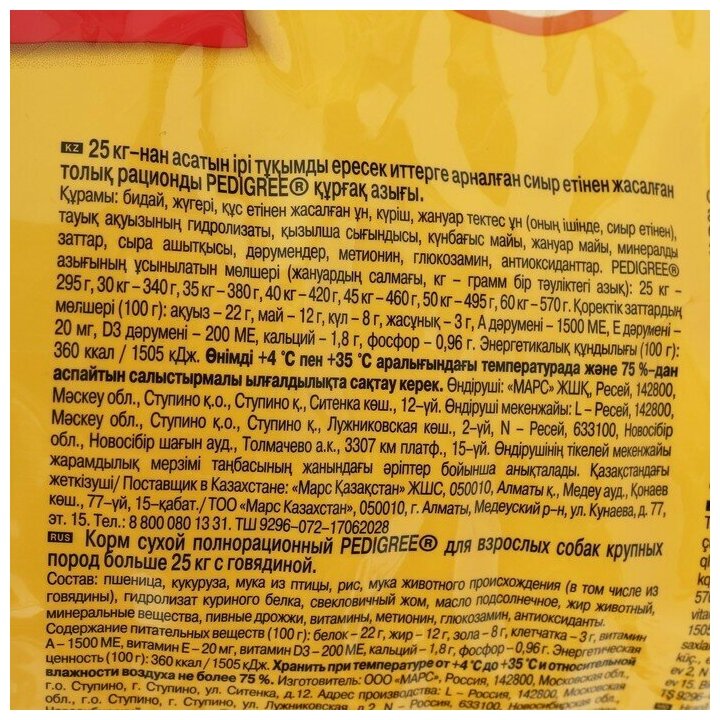 KZ 25 кг–нан асатын ірі тұқымды ересек иттерге арналған сиыр етінен жасалған
толық рационды PEDIGREE® құрғақ азығы.
Құрамы: бидай, жүгері, құс етінен жасалған ұн, күріш, жануар тектес ұн (оның ішінде, сиыр етінен),
тауық ақуызының гидролизаты, қызылша сығындысы, күнбағыс майы, жануар майы, минералды
заттар, сыра ашытқысы, дәрумендер, метионин, глюкозамин, антиоксиданттар. PEDIGREE®
азығының ұсынылатын мөлшері (жануардың салмағы, кг – грамм бір тәуліктегі азық): 25 кг –
295 г, 30 кг – 340 г, 35 кг – 380 г, 40 кг – 420 г, 45 кг – 460 г, 50 кг – 495 г, 60 кг – 570 г. Қоректік заттардың
мөлшері (100 г): ақуыз – 22 г, май – 12 г, күл – 8 г, жасұнық – 3 г, А дәрумені – 1500 МЕ, Е дәрумені –
20 мг, D3 дәрумені – 200 МЕ, кальций – 1,8 г, фосфор – 0,96 г. Энергетикалық құндылығы (100 г):
360 ккал / 1505 кДж. Өнімді +4 °С пен +35 °С аралығындағы температурада және 75 %–дан
аспайтын салыстырмалы ылғалдылықта сақтау керек. Өндіруші: «МАРС» ЖШҚ, Ресей, 142800,
Мәскеу обл., Ступино қ.о., Ступино қ., Ситенка көш., 12–үй. Өндіруші мекенжайы: L – Ресей, 142800,
Мәскеу обл., Ступино қ.о., Ступино қ., Лужниковская көш., 2–үй, N – Ресей, 633100, Новосібір
обл., Новосібір шағын ауд., Толмачево а.к., 3307 км платф., 15–үй. Өндірушінің тікелей мекенжайы
жарамдылық мерзімі таңбасының жанындағы әріптер бойынша анықталады. Қазақстандағы
жеткізуші/ Поставщик в Казахстане: «Марс Қазақстан» ЖШС, 050010, Алматы қ., Медеу ауд., Қонаев
көш., 77–үй, 15–қабат./ ТОО «Марс Казахстан», 050010, г. Алматы, Медеуский р–н, ул. Кунаева, д. 77,
эт. 15. Тел.: 8 800 080 13 31. ТШ 9296–072–17062028
RUS Корм сухой полнорационный PEDIGREE® для взрослых собак крупных
пород больше 25 кг с говядиной.
Состав: пшеница, кукуруза, мука из птицы, рис, мука животного происхождения (в том числе из
говядины), гидролизат куриного белка, свекловичный жом, масло подсолнечное, жир животный,
минеральные вещества, пивные дрожжи, витамины, метионин, глюкозамин, антиоксиданты.
Содержание питательных веществ (100 г): белок – 22 г, жир – 12 г, зола – 8 г, клетчатка – 3 г, витамин
А – 1500 МЕ, витамин Е – 20 мг, витамин D3 – 200 МЕ, кальций – 1,8 г, фосфор – 0,96 г. Энергетическая
ценность (100 г): 360 ккал / 1505 кДж. Хранить при температуре от +4 °С до +35 °С и относительной
влажности воздуха не более 75 %. Изготовитель: ООО «МАРС», Россия, 142800, Московская обл.,
г.о. Ступино, г. Ступино, ул. Ситенка, д.12. Адрес производства: L – Россия, 142800, Московская обл.,